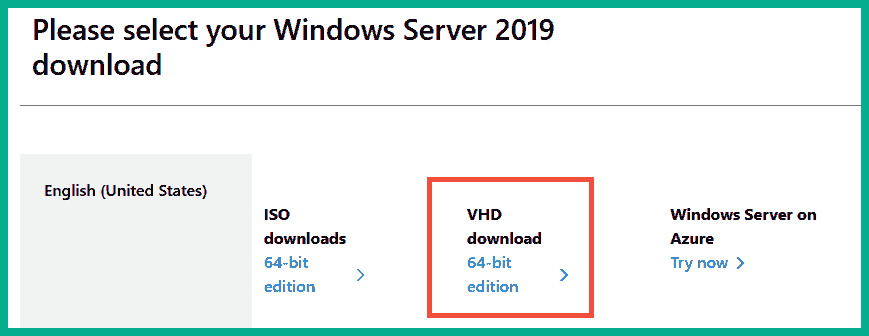 Please select your Windows Server 2019
download
English (United States)
ISO
downloads
64-bit
edition
VHD
download
64-bit
edition
Windows Server on
Azure
Try now